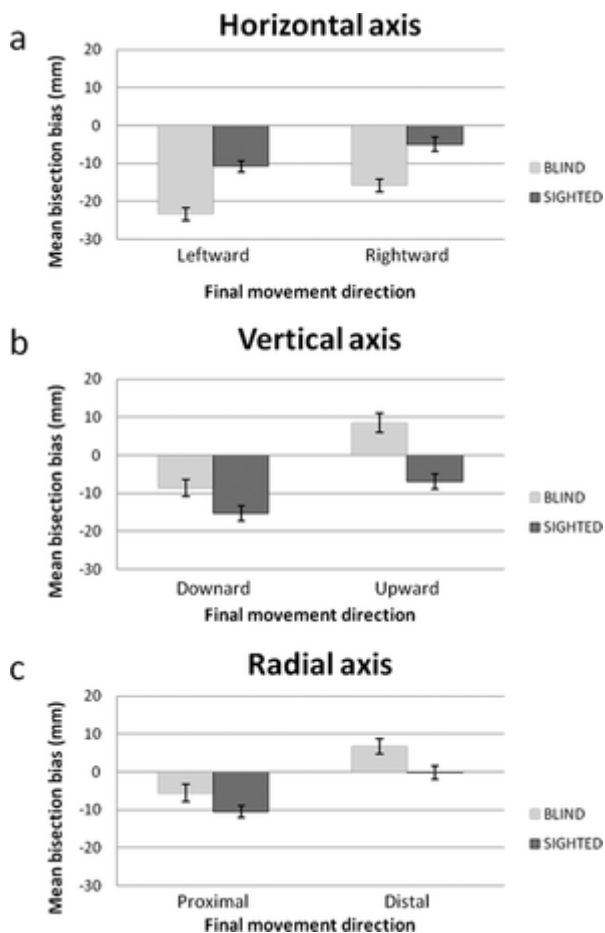 a
Horizontal axis
Mean bisection bias (mm)
20
10
0
-10
-20
-30
Leftward Rightward
Final movement direction
BLIND
SIGHTED
b
Vertical axis
Mean bisection bias (mm)
20
10
0
-10
-20
-30
Downard Upward
Final movement direction
BLIND
SIGHTED
c
Radial axis
Mean bisection bias (mm)
20
10
0
-10
-20
-30
Proximal Distal
Final movement direction
BLIND
SIGHTED